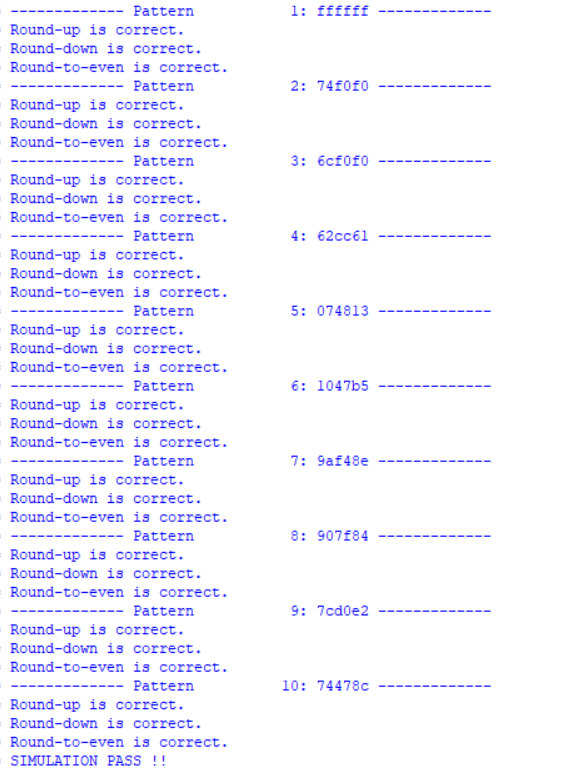 ------------- Pattern           1: ffffff -------------
Round-up is correct.
Round-down is correct.
Round-to-even is correct.
------------- Pattern           2: 74f0f0 -------------
Round-up is correct.
Round-down is correct.
Round-to-even is correct.
------------- Pattern           3: 6cf0f0 -------------
Round-up is correct.
Round-down is correct.
Round-to-even is correct.
------------- Pattern           4: 62cc61 -------------
Round-up is correct.
Round-down is correct.
Round-to-even is correct.
------------- Pattern           5: 074813 -------------
Round-up is correct.
Round-down is correct.
Round-to-even is correct.
------------- Pattern           6: 1047b5 -------------
Round-up is correct.
Round-down is correct.
Round-to-even is correct.
------------- Pattern           7: 9af48e -------------
Round-up is correct.
Round-down is correct.
Round-to-even is correct.
------------- Pattern           8: 907f84 -------------
Round-up is correct.
Round-down is correct.
Round-to-even is correct.
------------- Pattern           9: 7cd0e2 -------------
Round-up is correct.
Round-down is correct.
Round-to-even is correct.
------------- Pattern          10: 74478c -------------
Round-up is correct.
Round-down is correct.
Round-to-even is correct.
SIMULATION PASS !!